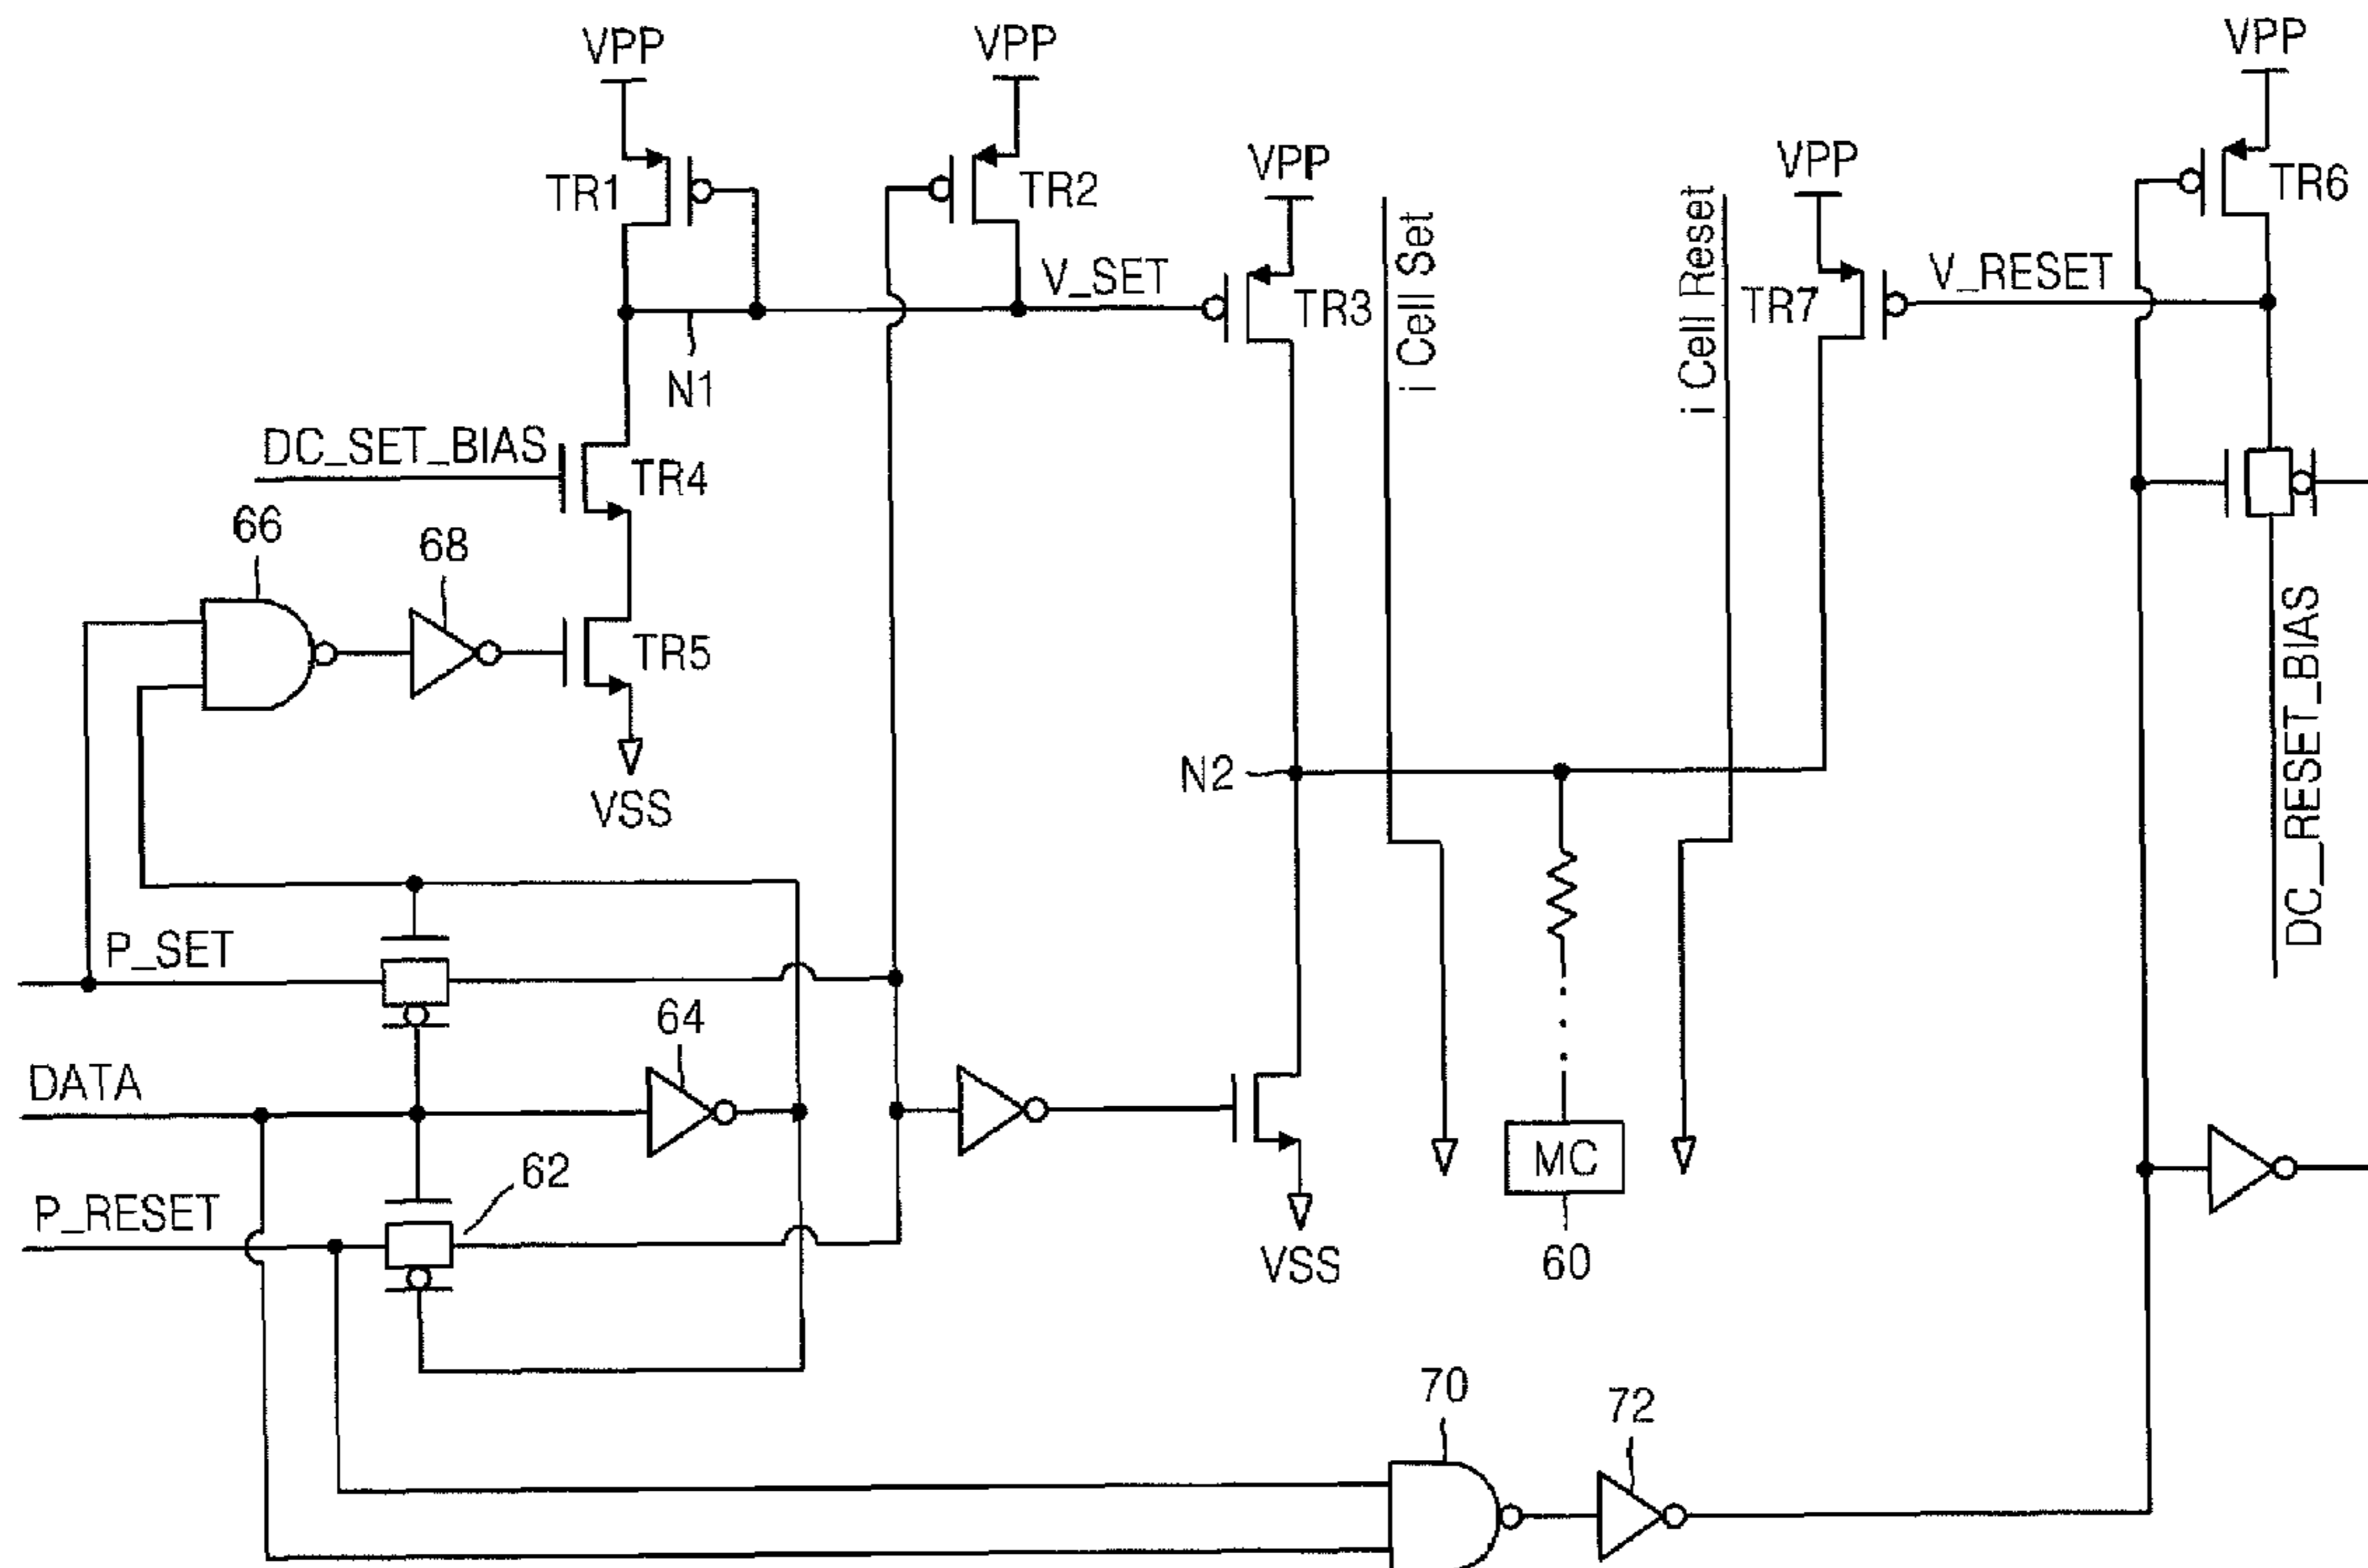 VPP
VPP
VPP
VPP
VPP
TR1
TR2
TR6
V_SET
TR3
i Cell Set
i Cell Reset
TR7
V_RESET
N1
DC_SET_BIAS
TR4
66
68
TR5
VSS
N2
DC_RESET_BIAS
P_SET
64
DATA
62
MC
P_RESET
60
VSS
70
72